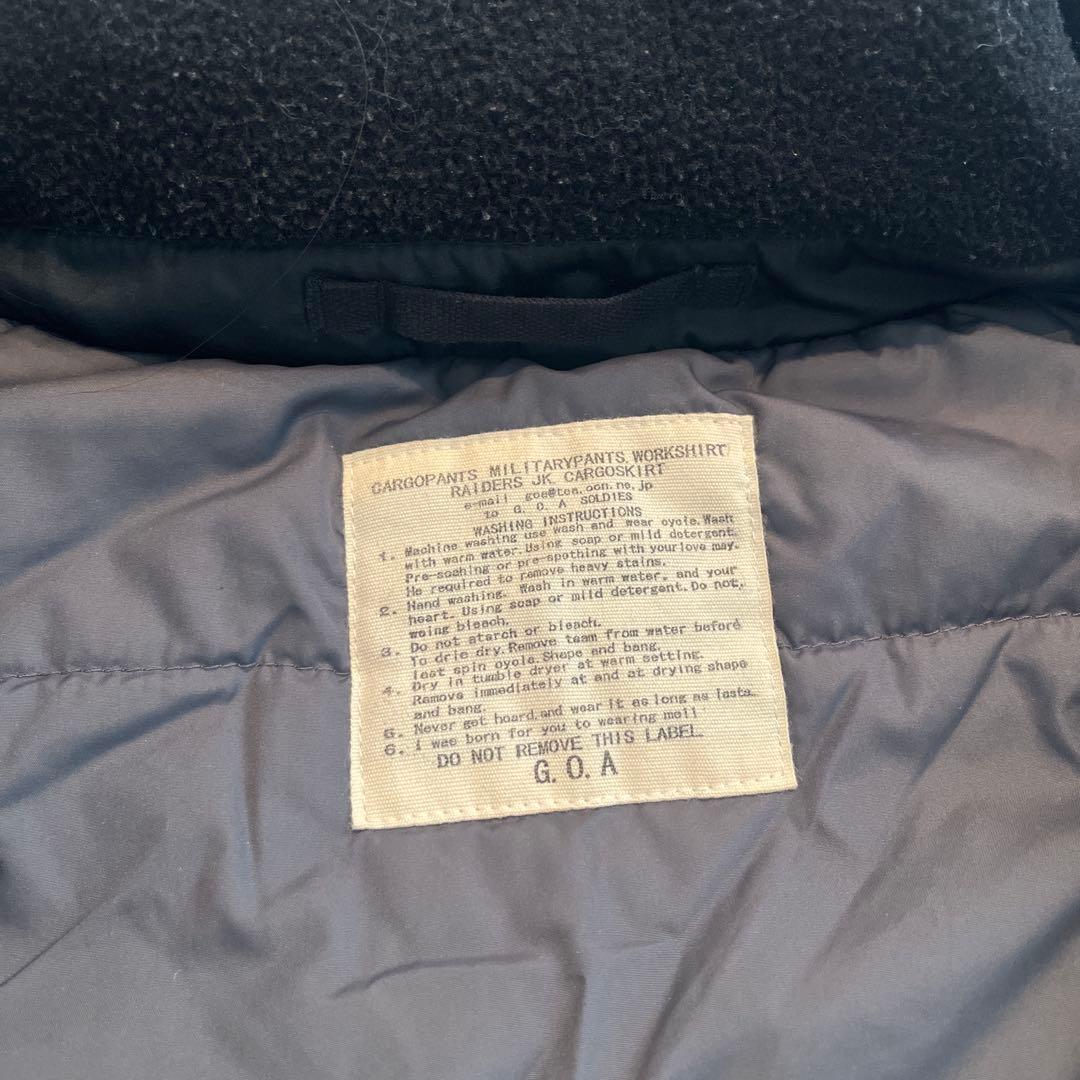 CARGOPANTS MILITARYPANTS WORKSHIRT
RAIDERS JK CARGOSKIRT
e-mail goa@tea.ocn.ne.jp
to G. O. A SOLDIES
WASHING INSTRUCTIONS
1. Machine washing use wash and wear cycle. Wash
with warm water. Using soap or mild detergent.
Pre-soching or pre-spothing with your love may.
He required to remove heavy stains.
2. Hand washing. Wash in warm water. and your
heart. Using soap or mild detergent. Do not,
weing bleach.
3. Do not atarch or bleach.
To drie dry. Remove team from water before
last spin cycle. Shape and bang.
4. Dry in tumble dryer at warm setting.
Remove immediately at and at drying shape
and bang.
5. Never get hoard. and wear it as long as lasts.
6. I was born for you to wearing me!!
DO NOT REMOVE THIS LABEL
G. O. A